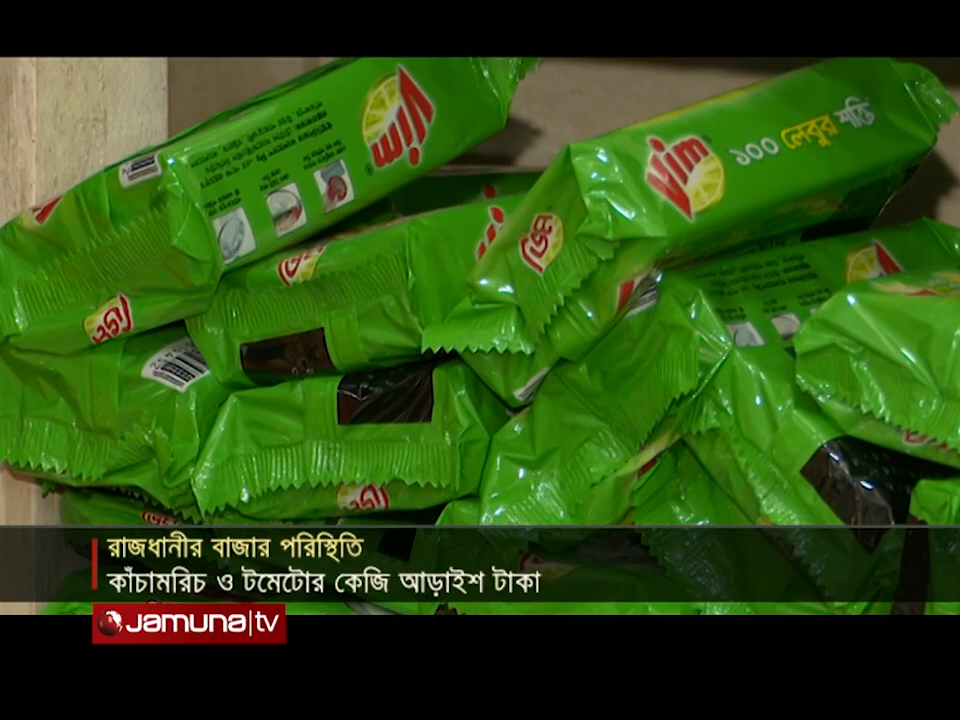 Vim
Vim
১০০ লেবুর শক্তি
ভিম
ভিম
ভিম
ভিম
রাজধানীর বাজার পরিস্থিতি
কাঁচামরিচ ও টমেটোর কেজি আড়াইশ টাকা
Jamuna|tv